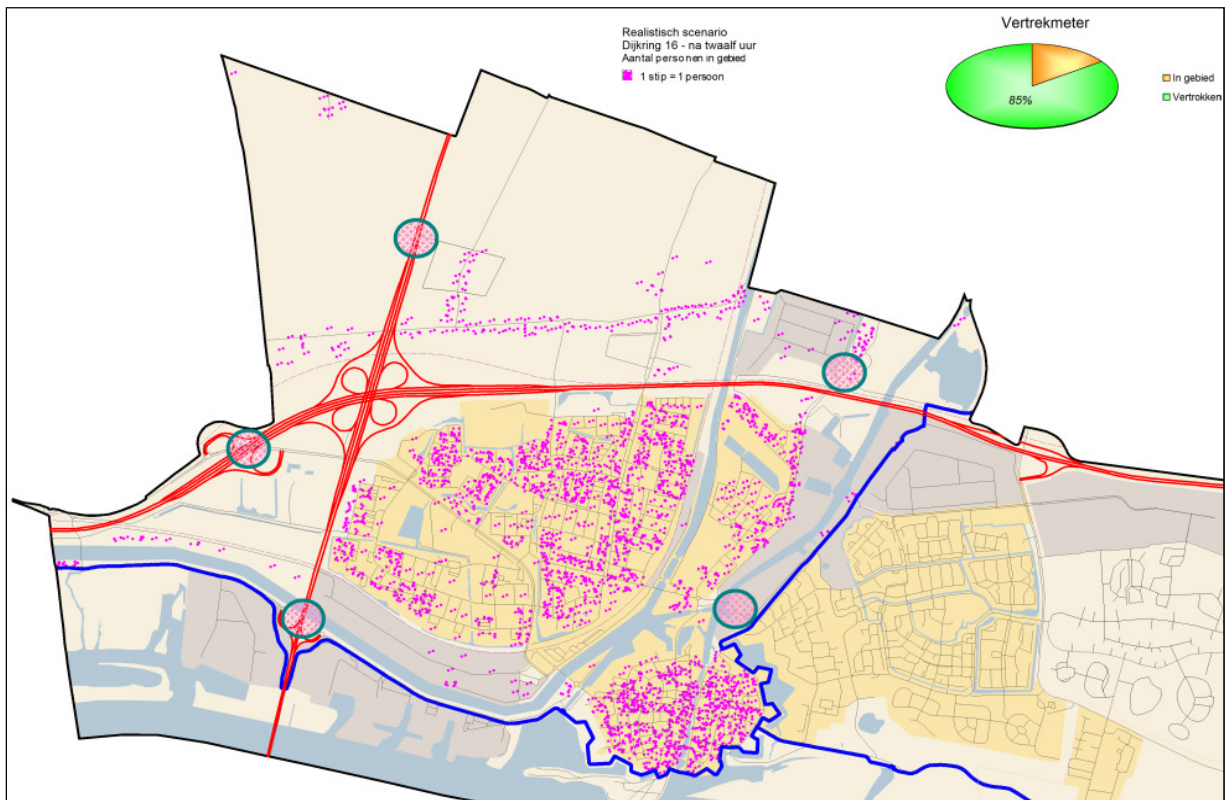 Realistisch scenario
Dijkring 16 - na twaalf uur
Aantal personen in gebied
1 stip = 1 persoon
Vertrekmeter
85%
In gebied
Vertrokken